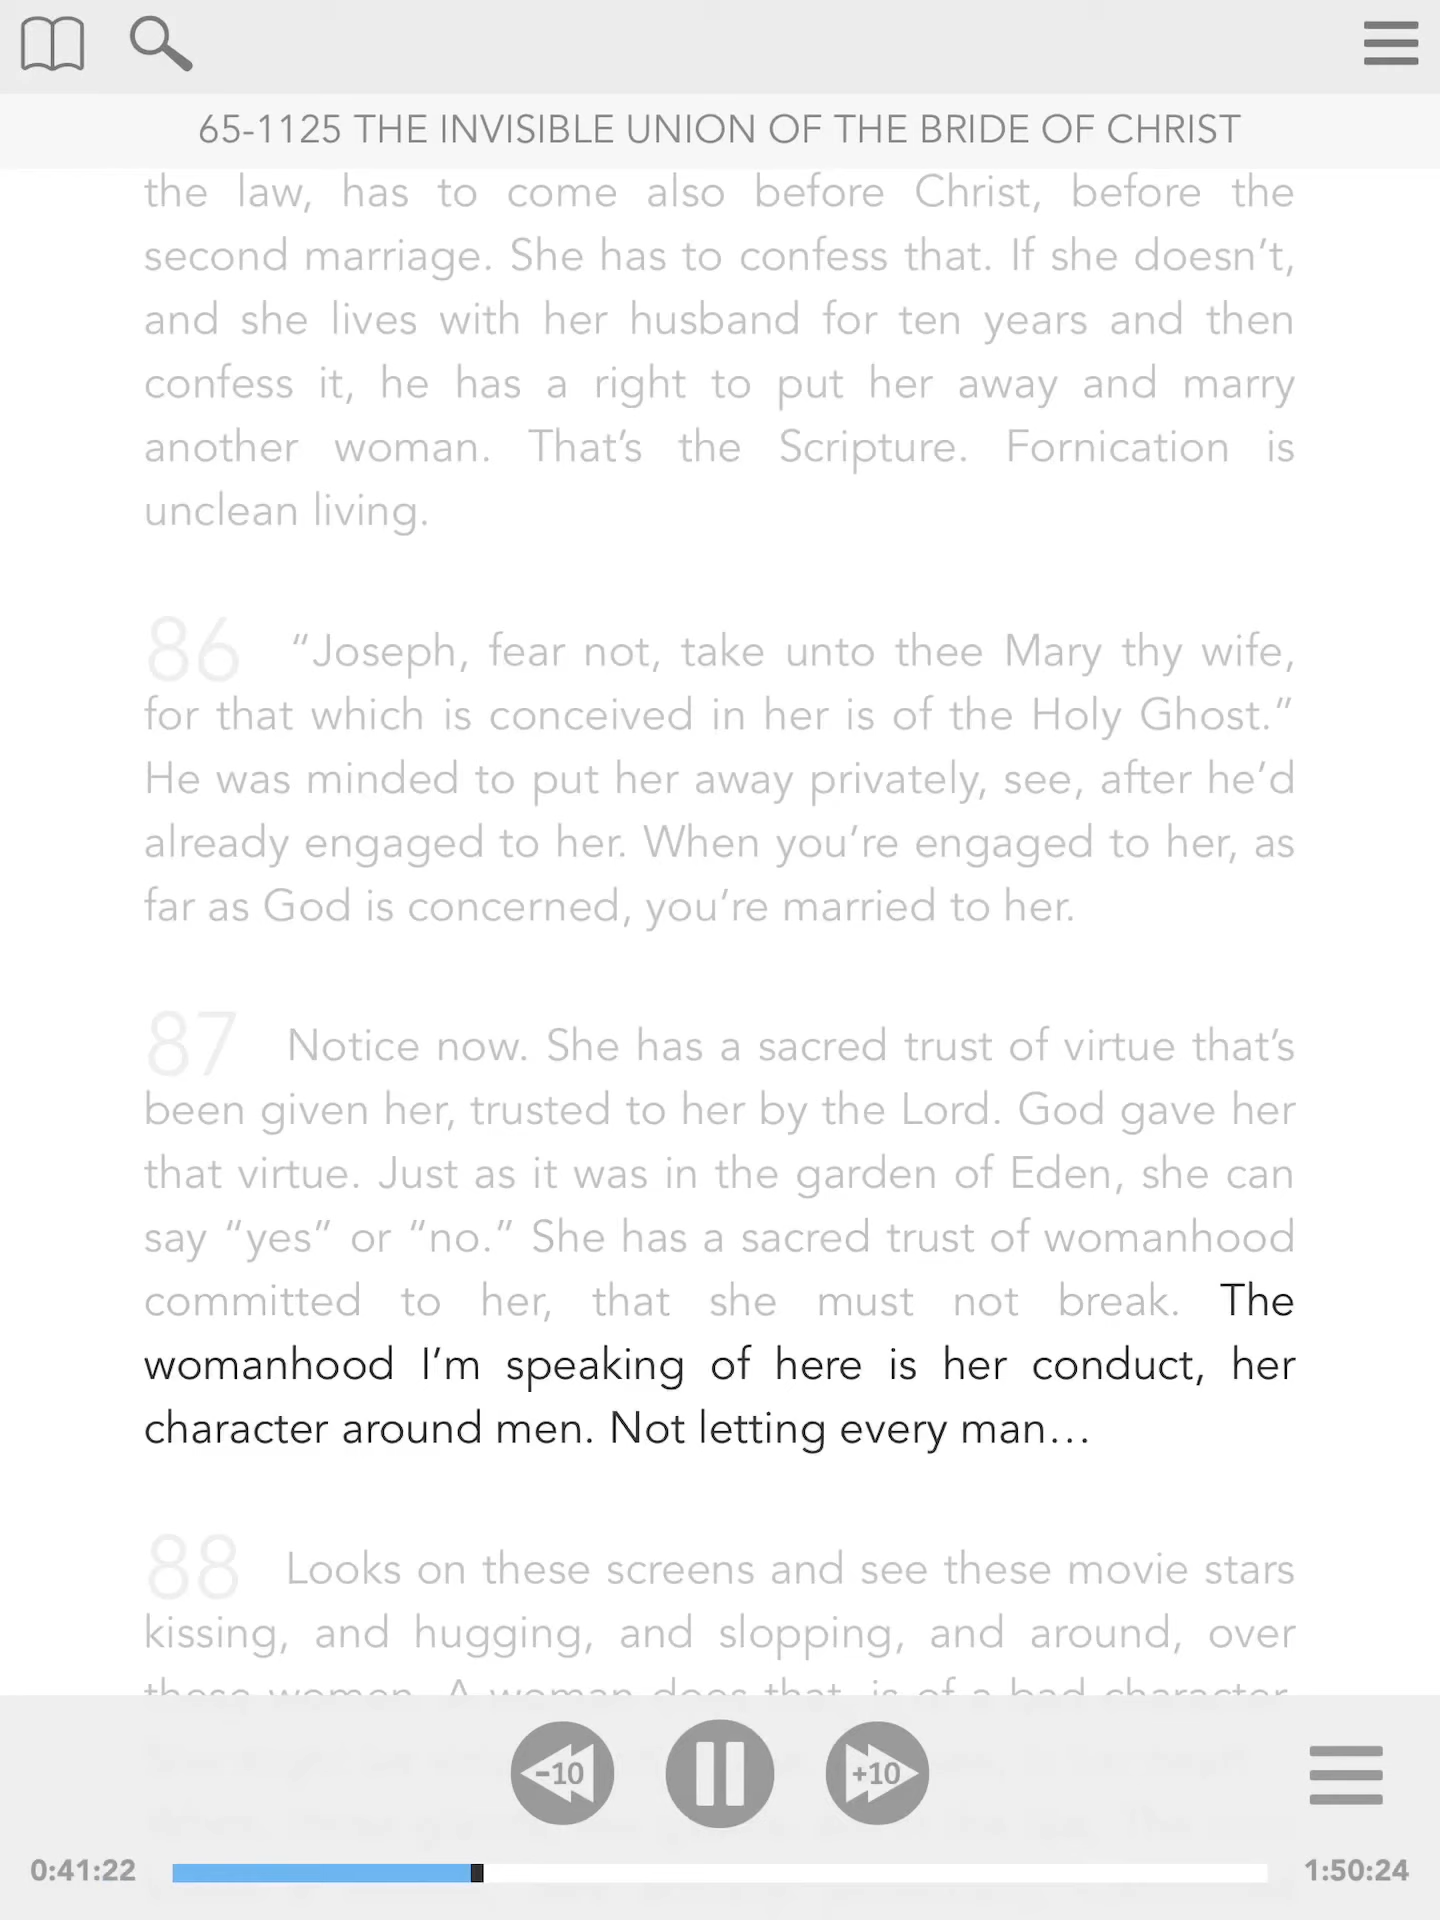 65-1125 THE INVISIBLE UNION OF THE BRIDE OF CHRIST
the law, has to come also before Christ, before the
second marriage. She has to confess that. If she doesn’t,
and she lives with her husband for ten years and then
confess it, he has a right to put her away and marry
another woman. That’s the Scripture. Fornication is
unclean living.
86 “Joseph, fear not, take unto thee Mary thy wife,
for that which is conceived in her is of the Holy Ghost.”
He was minded to put her away privately, see, after he’d
already engaged to her. When you’re engaged to her, as
far as God is concerned, you’re married to her.
87 Notice now. She has a sacred trust of virtue that’s
been given her, trusted to her by the Lord. God gave her
that virtue. Just as it was in the garden of Eden, she can
say “yes” or “no.” She has a sacred trust of womanhood
committed to her, that she must not break. The
womanhood I’m speaking of here is her conduct, her
character around men. Not letting every man…
88 Looks on these screens and see these movie stars
kissing, and hugging, and slopping, and around, over
these women. A woman does that, is of a bad character.
-10 +10
0:41:22 1:50:24